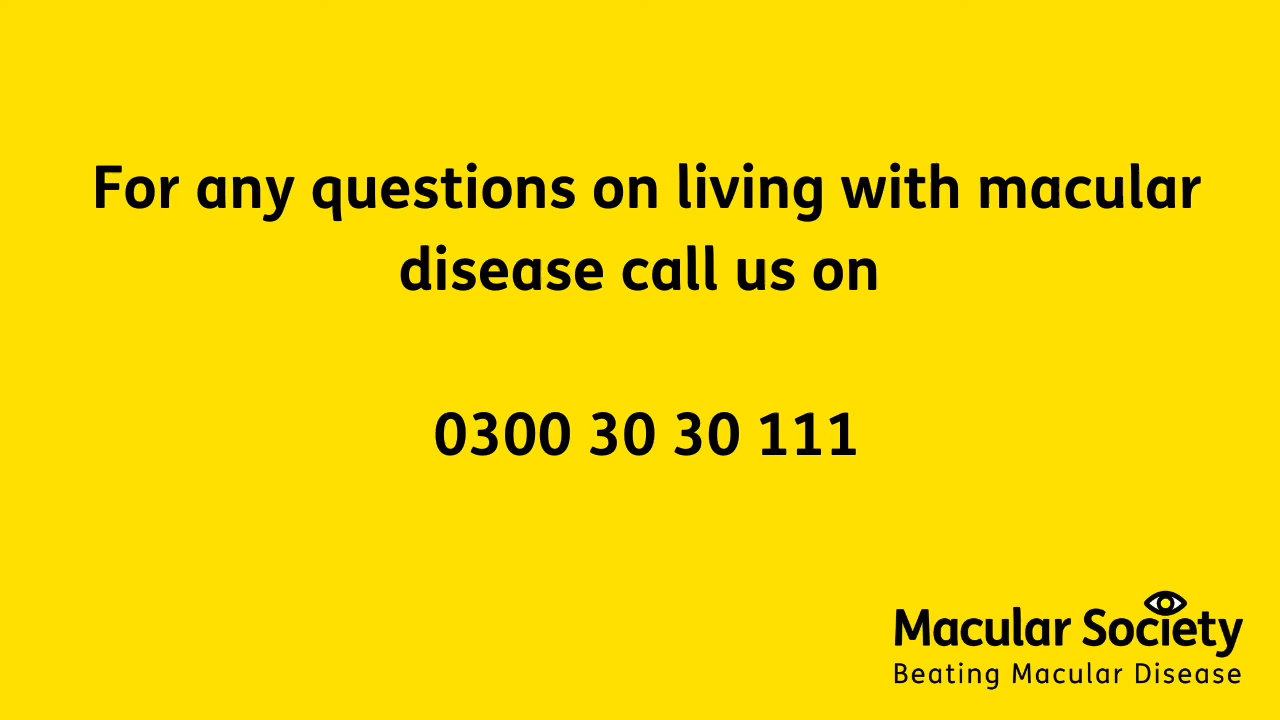 For any questions on living with macular
disease call us on
0300 30 30 111
Macular Society
Beating Macular Disease